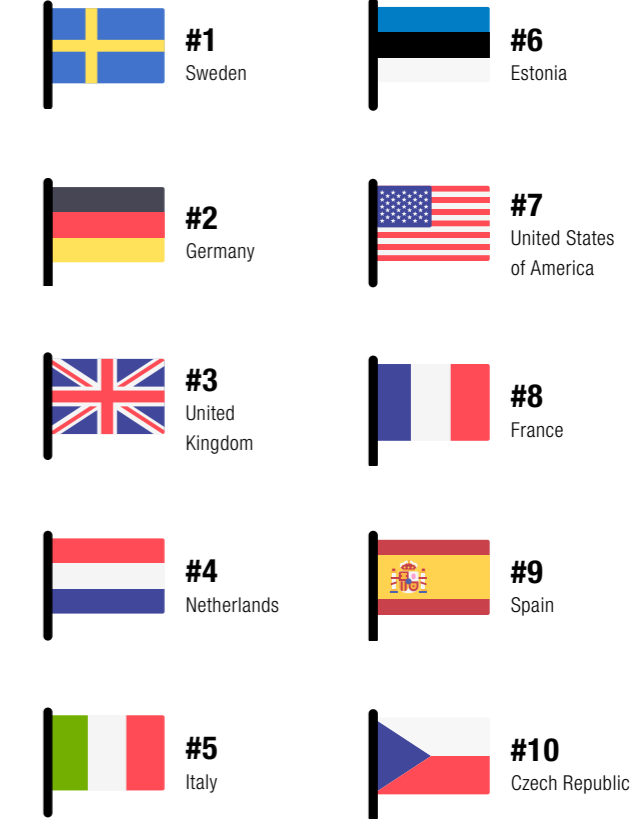 #1
Sweden
#2
Germany
#3
United
Kingdom
#4
Netherlands
#5
Italy
#6
Estonia
#7
United States
of America
#8
France
#9
Spain
#10
Czech Republic